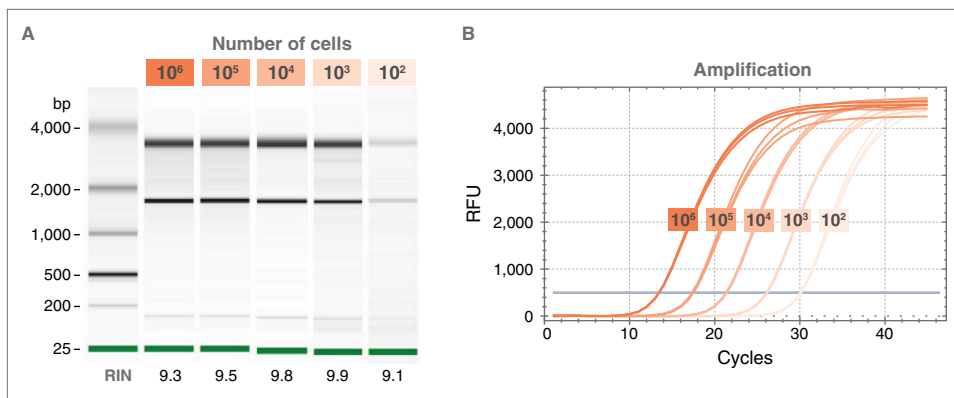 A
Number of cells
10⁶ 10⁵ 10⁴ 10³ 10²
bp
4,000
2,000
1,000
500
200
25
RIN 9.3 9.5 9.8 9.9 9.1
B
Amplification
RFU
4,000
3,000
2,000
1,000
0
10⁶ 10⁵ 10⁴ 10³ 10²
0 10 20 30 40
Cycles